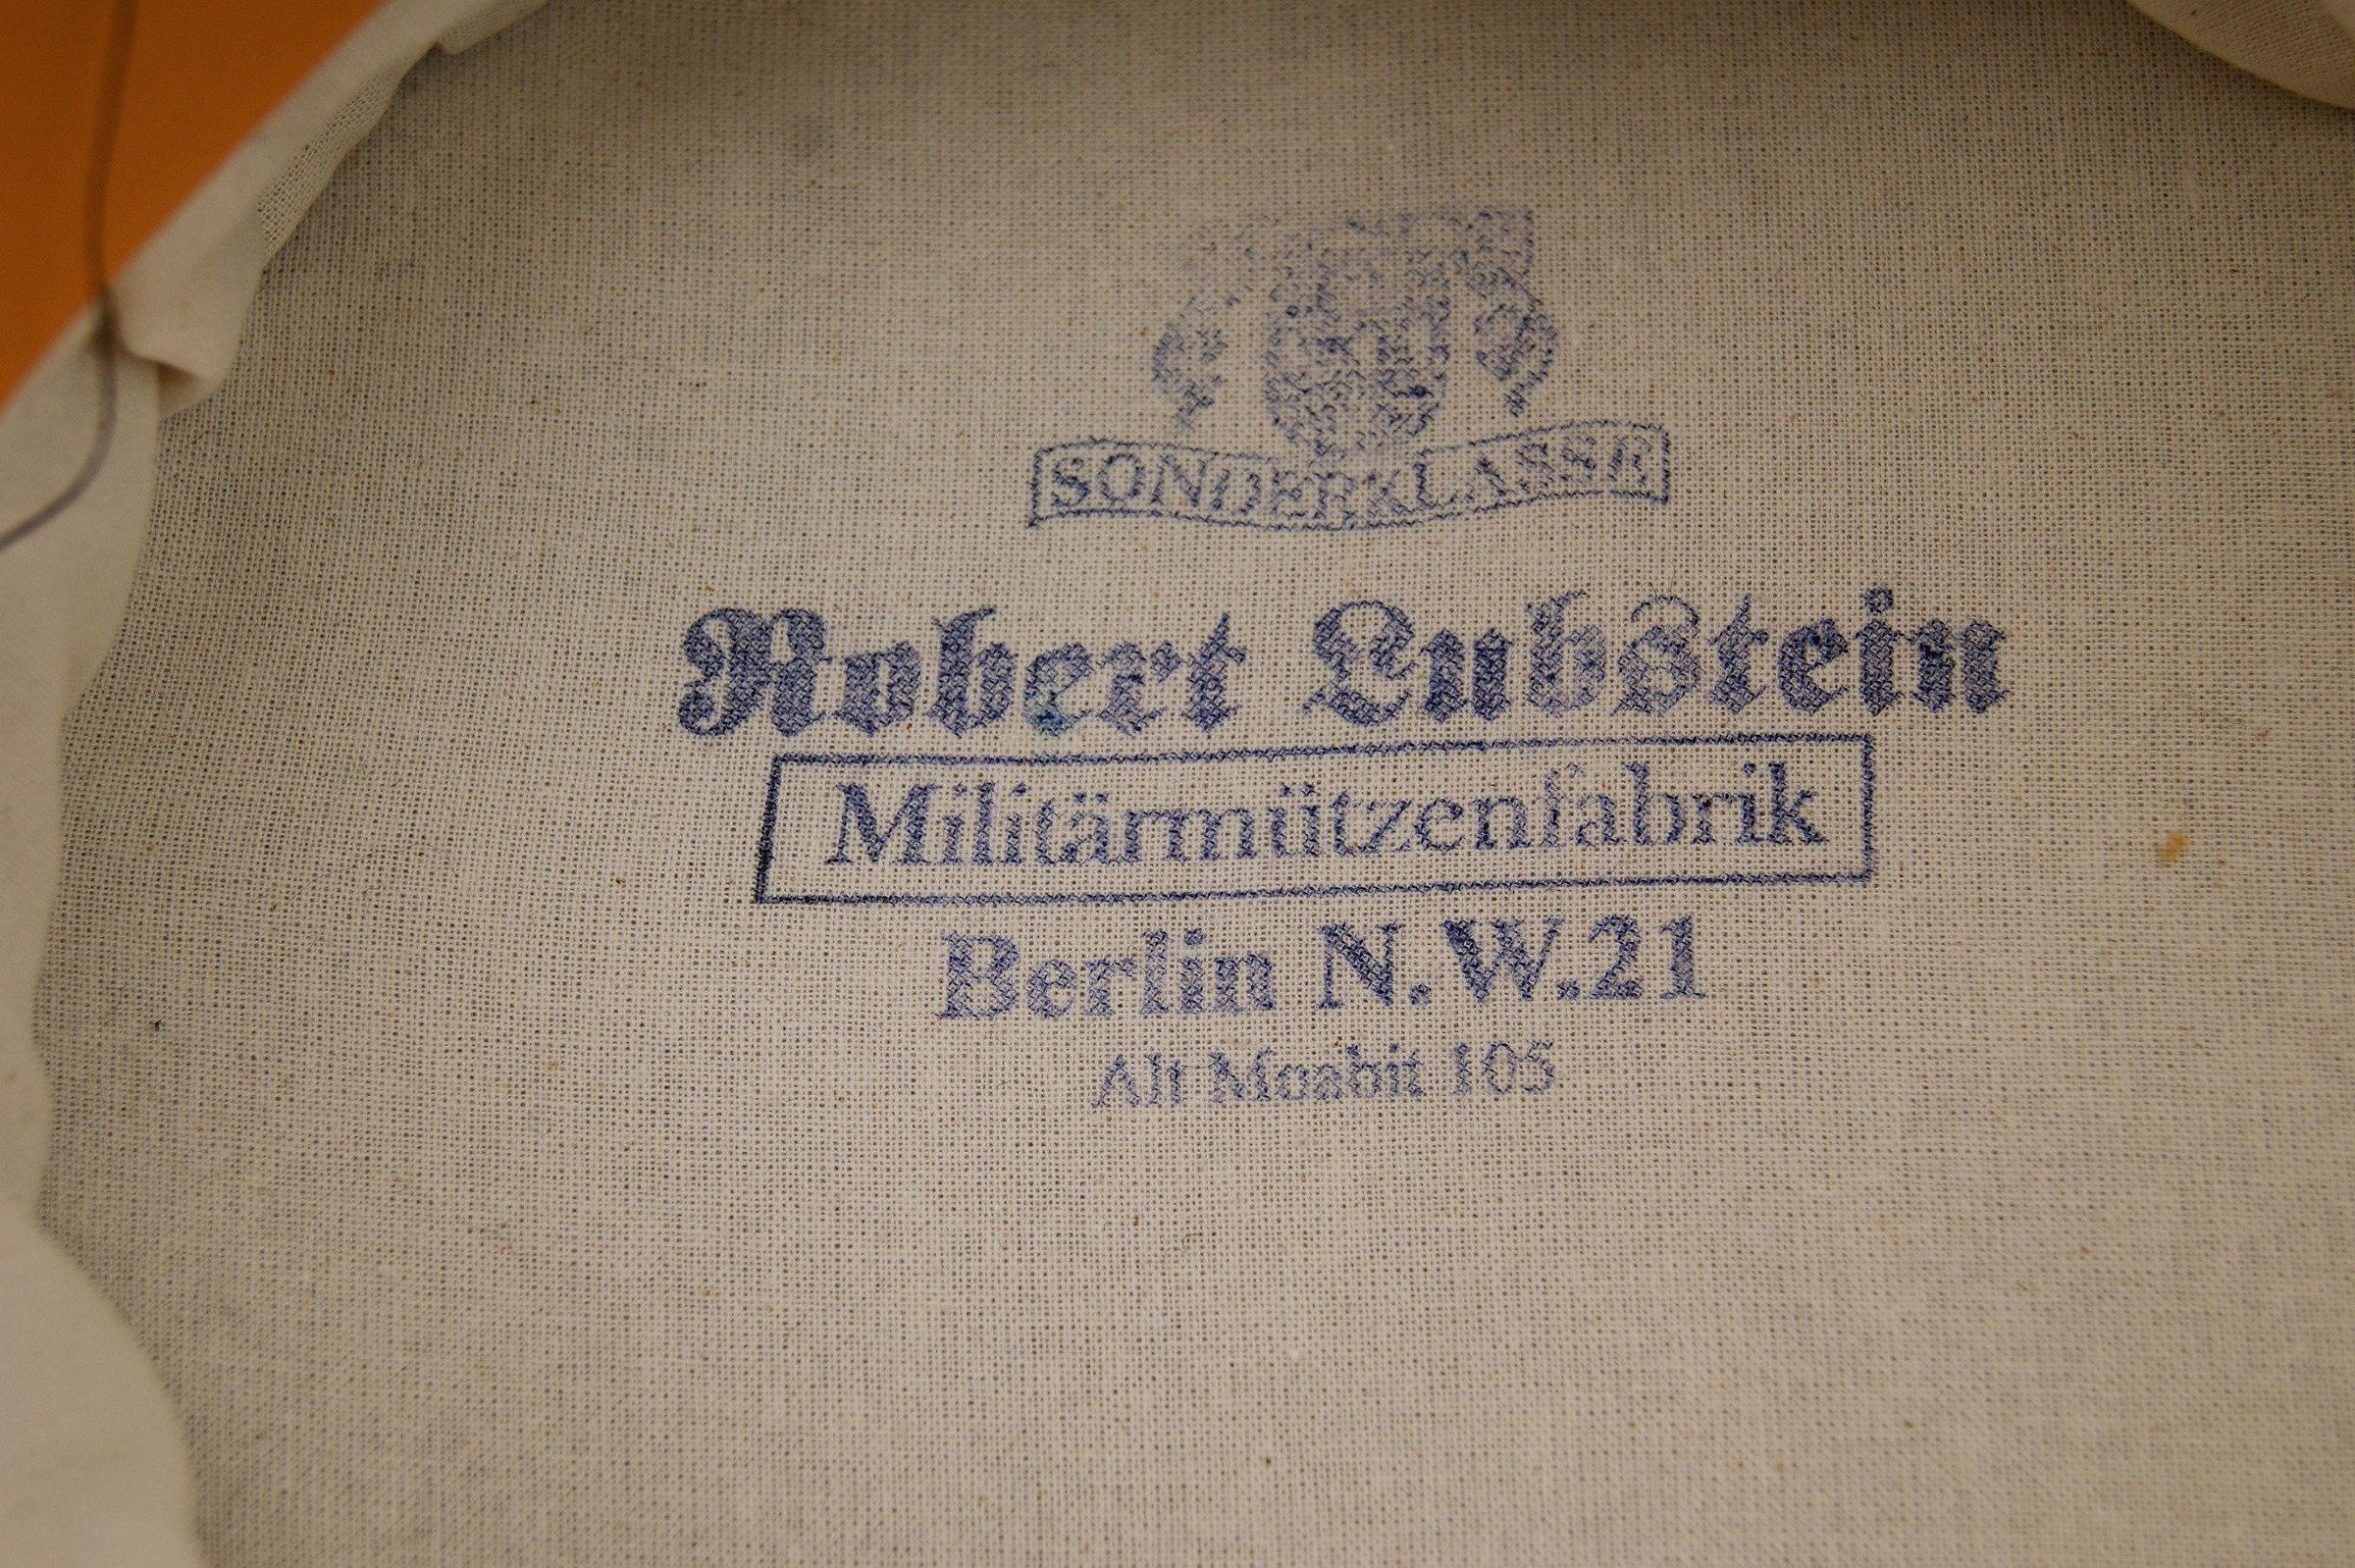 SONDERKLASSE
Robert Lubstein
Militärmützenfabrik
Berlin N.W.21
Alt Moabit 105